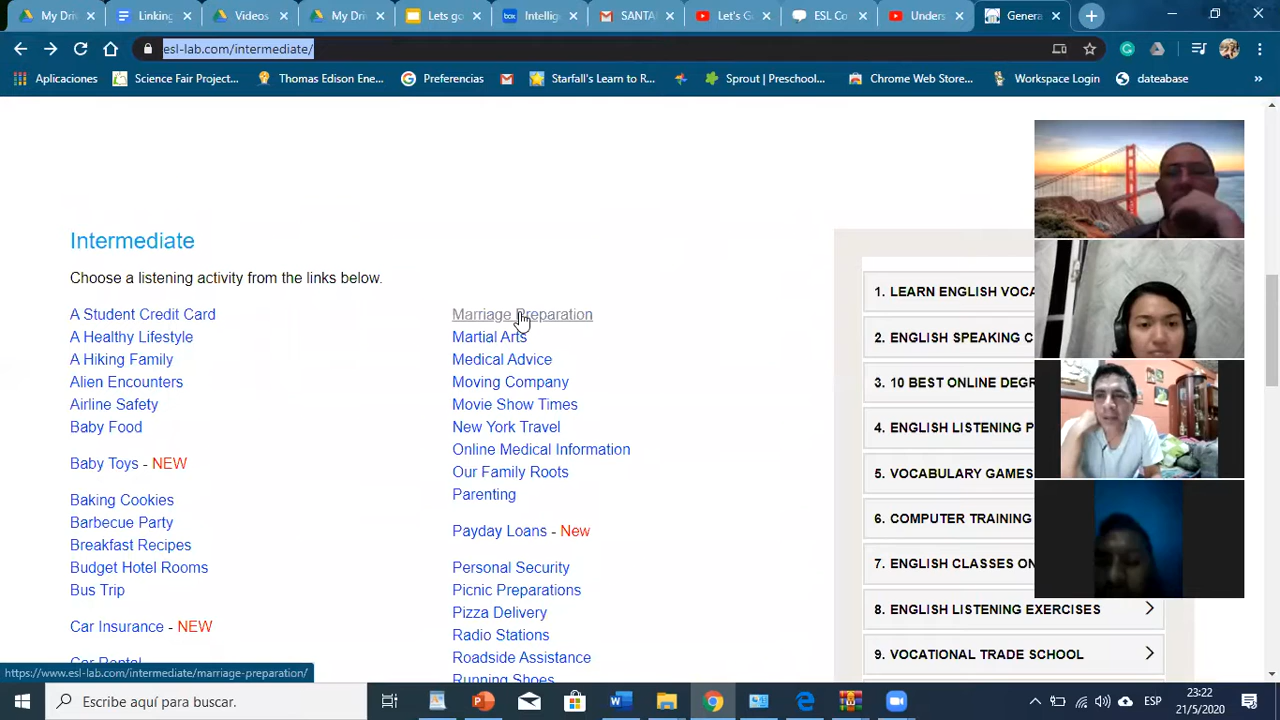 My Driv
Linking
Videos
My Driv
Lets go
Intellig
SANTA
Let's G
ESL Co
Unders
Genera
esl-lab.com/intermediate/
Aplicaciones
Science Fair Project...
Thomas Edison Ene...
Preferencias
Starfall's Learn to R...
Sprout | Preschool...
Chrome Web Store...
Workspace Login
dateabase
Intermediate
Choose a listening activity from the links below.
A Student Credit Card
A Healthy Lifestyle
A Hiking Family
Alien Encounters
Airline Safety
Baby Food
Baby Toys - NEW
Baking Cookies
Barbecue Party
Breakfast Recipes
Budget Hotel Rooms
Bus Trip
Car Insurance - NEW
Car Rental
Marriage Preparation
Martial Arts
Medical Advice
Moving Company
Movie Show Times
New York Travel
Online Medical Information
Our Family Roots
Parenting
Payday Loans - New
Personal Security
Picnic Preparations
Pizza Delivery
Radio Stations
Roadside Assistance
Running Shoes
1. LEARN ENGLISH VOCA
2. ENGLISH SPEAKING C
3. 10 BEST ONLINE DEGR
4. ENGLISH LISTENING P
5. VOCABULARY GAMES
6. COMPUTER TRAINING
7. ENGLISH CLASSES ON
8. ENGLISH LISTENING EXERCISES
9. VOCATIONAL TRADE SCHOOL
https://www.esl-lab.com/intermediate/marriage-preparation/
Escribe aquí para buscar.
ESP
23:22
21/5/2020